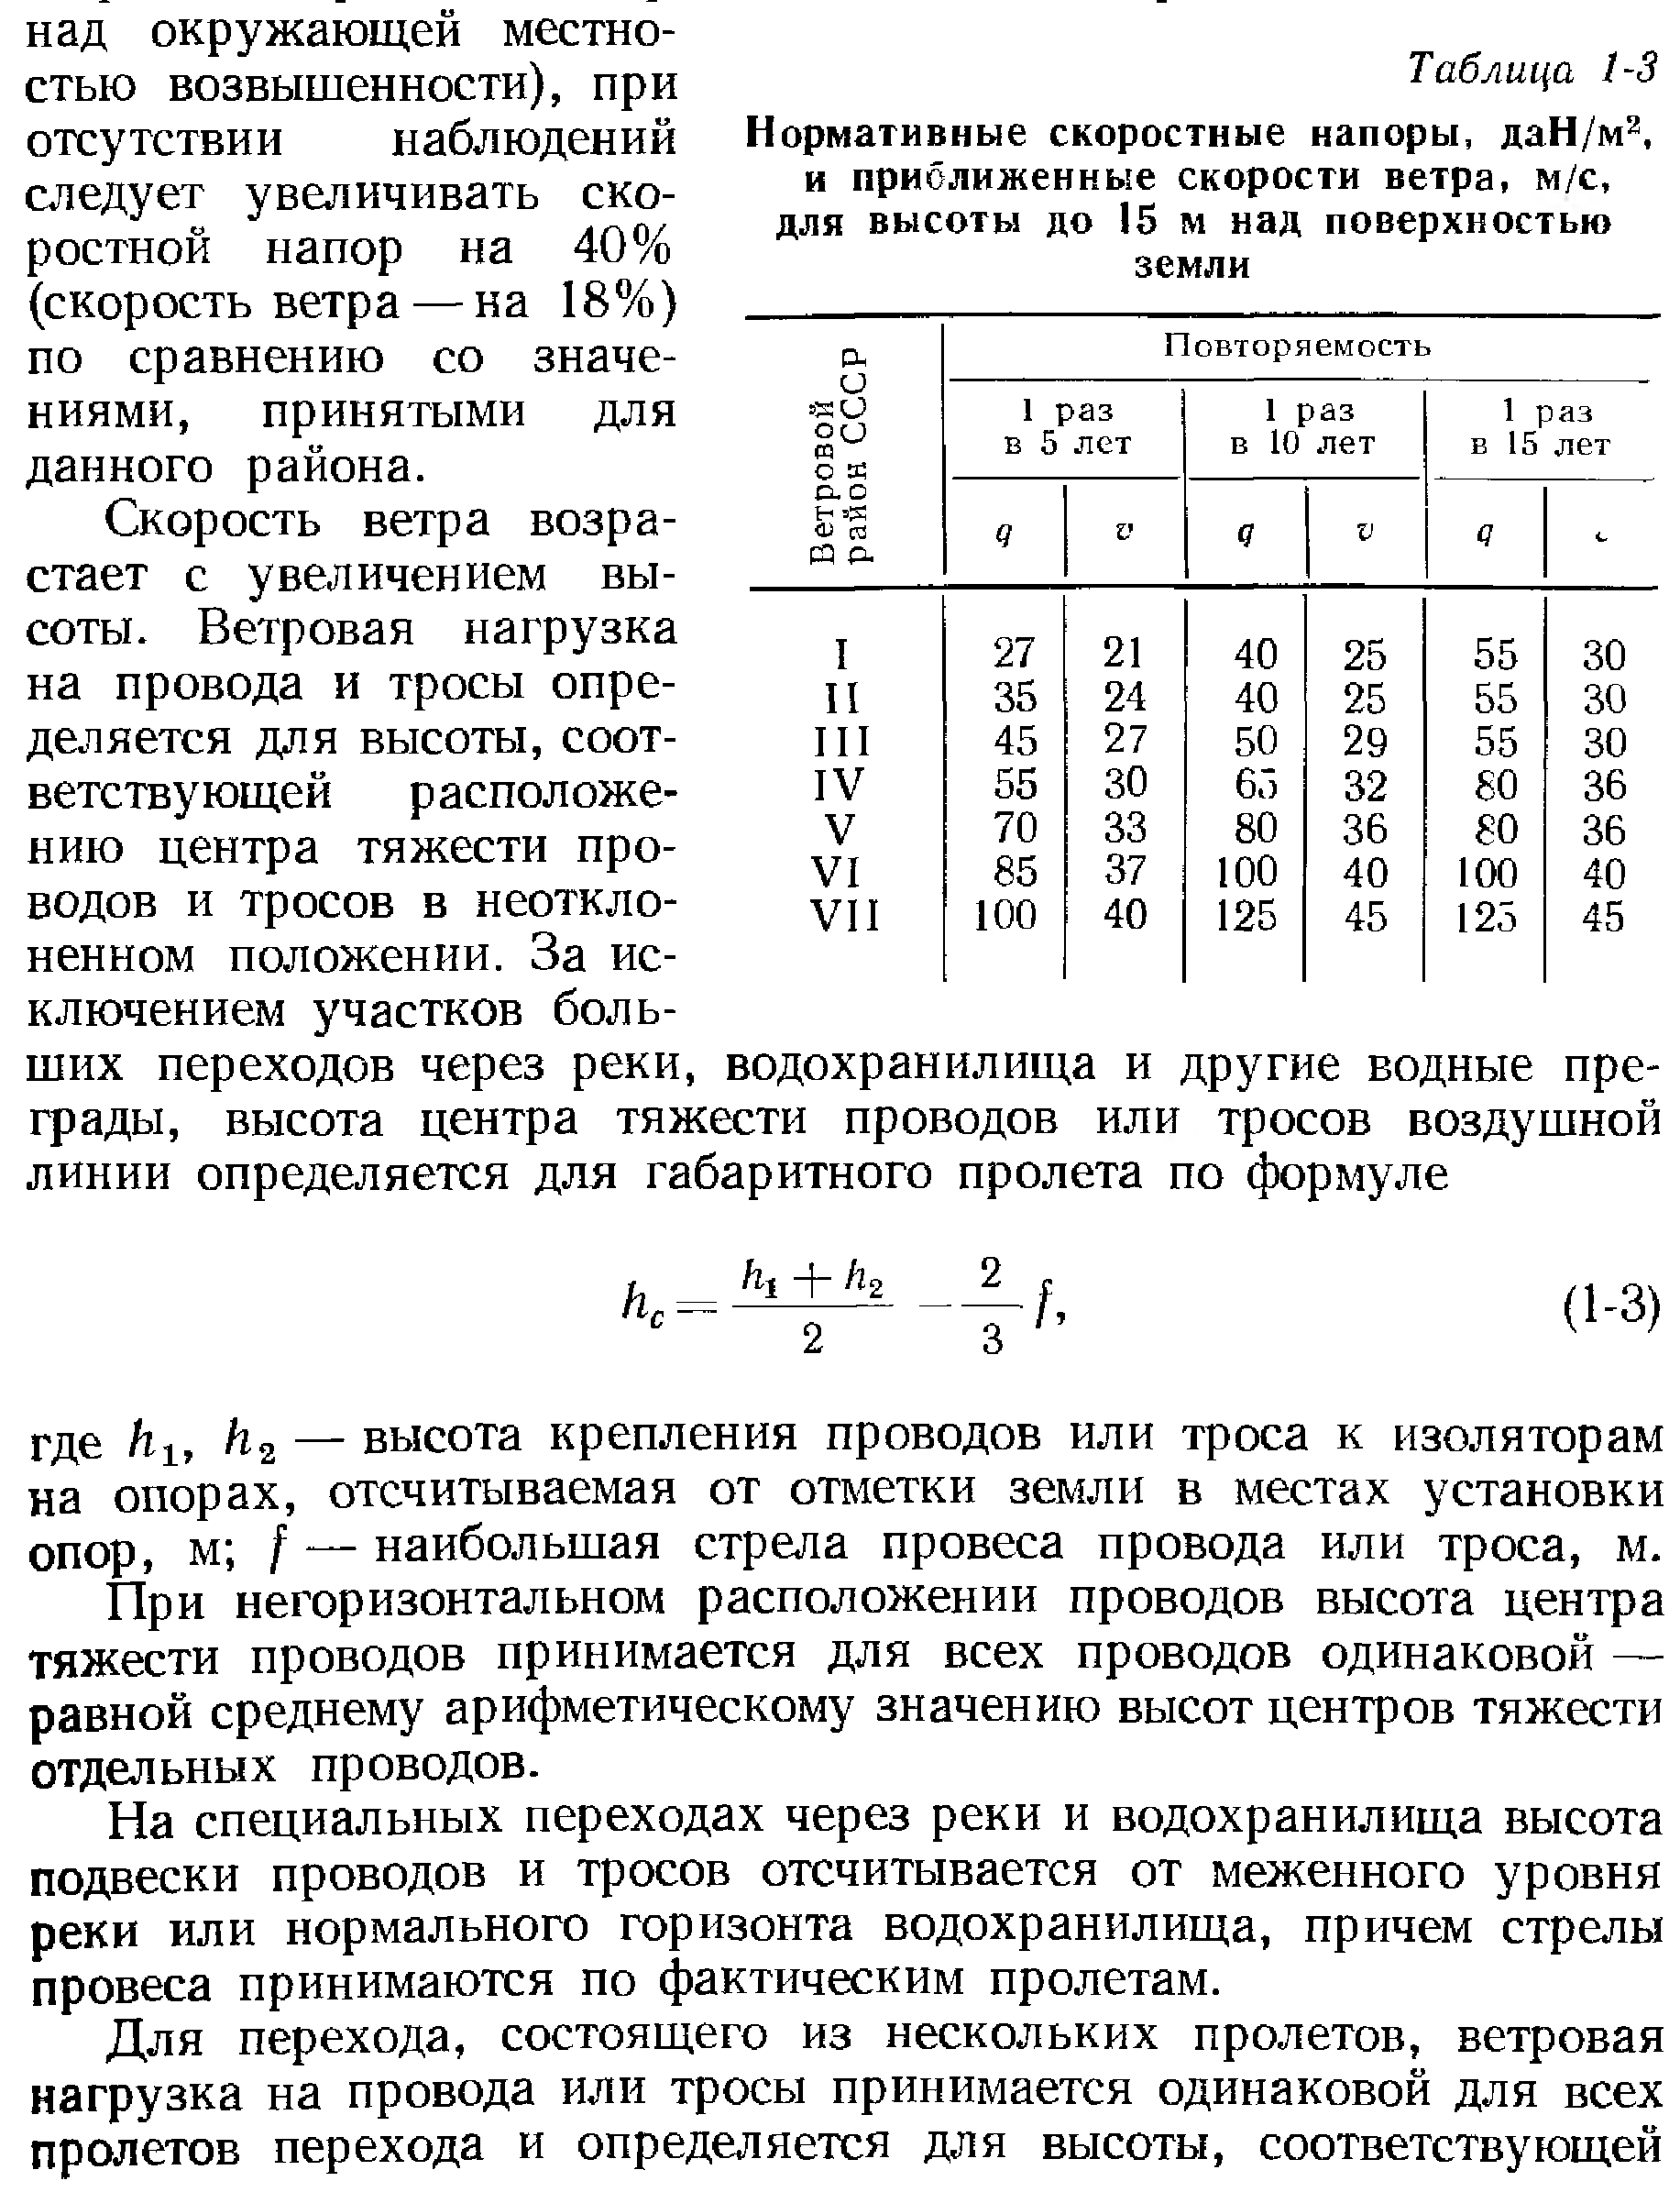 над окружающей местно-
стью возвышенности), при
отсутствии наблюдений
следует увеличивать ско-
ростной напор на 40%
(скорость ветра — на 18%)
по сравнению со значе-
ниями, принятыми для
данного района.
Скорость ветра возра-
стает с увеличением вы-
соты. Ветровая нагрузка
на провода и тросы опре-
деляется для высоты, соот-
ветствующей расположе-
нию центра тяжести про-
водов и тросов в неоткло-
ненном положении. За ис-
ключением участков боль-
Таблица 1-3
Нормативные скоростные напоры, даН/м²,
и приближенные скорости ветра, м/с,
для высоты до 15 м над поверхностью
земли
Ветровой
район СССР
Повторяемость
1 раз
в 5 лет
1 раз
в 10 лет
1 раз
в 15 лет
q v q v q
I 27 21 40 25 55 30
II 35 24 40 25 55 30
III 45 27 50 29 55 30
IV 55 30 65 32 80 36
V 70 33 80 36 80 36
VI 85 37 100 40 100 40
VII 100 40 125 45 125 45
ших переходов через реки, водохранилища и другие водные пре-
грады, высота центра тяжести проводов или тросов воздушной
линии определяется для габаритного пролета по формуле
h_c = (h₁ + h₂)/2 − 2/3 f, (1-3)
где h₁, h₂ — высота крепления проводов или троса к изоляторам
на опорах, отсчитываемая от отметки земли в местах установки
опор, м; f — наибольшая стрела провеса провода или троса, м.
При негоризонтальном расположении проводов высота центра
тяжести проводов принимается для всех проводов одинаковой —
равной среднему арифметическому значению высот центров тяжести
отдельных проводов.
На специальных переходах через реки и водохранилища высота
подвески проводов и тросов отсчитывается от меженного уровня
реки или нормального горизонта водохранилища, причем стрелы
провеса принимаются по фактическим пролетам.
Для перехода, состоящего из нескольких пролетов, ветровая
нагрузка на провода или тросы принимается одинаковой для всех
пролетов перехода и определяется для высоты, соответствующей